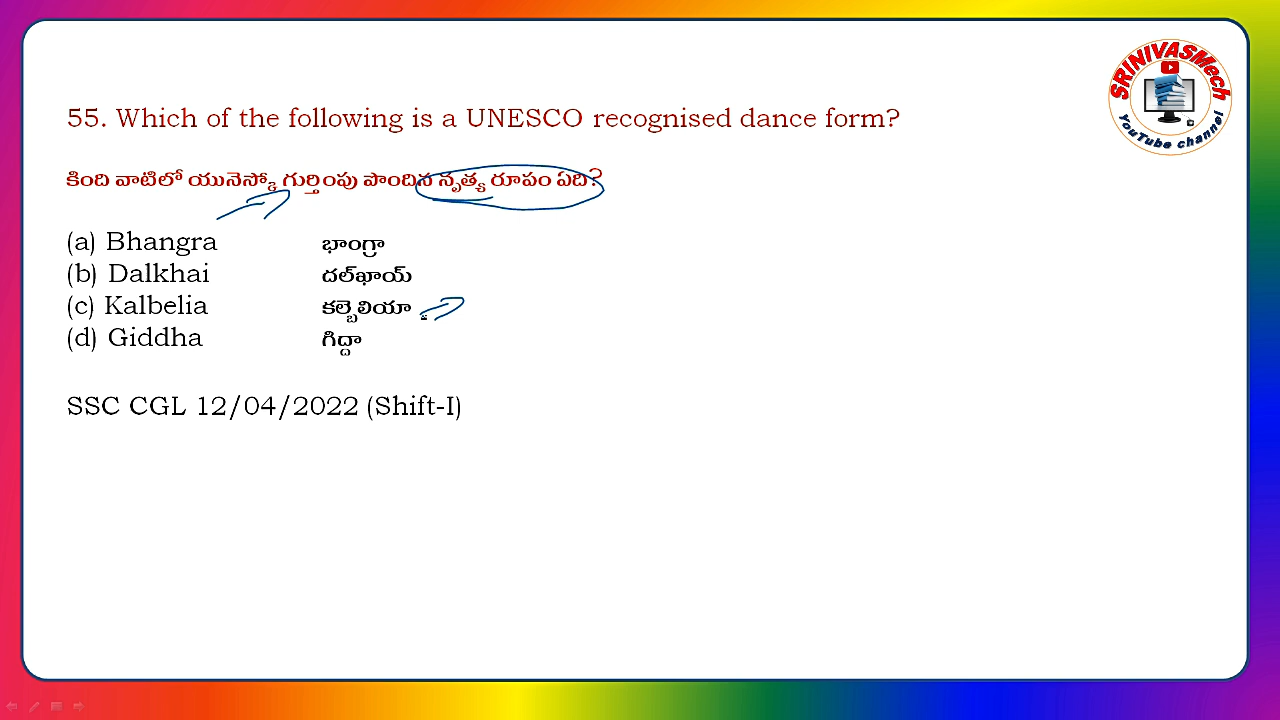 SRINIVASMech
YouTube channel
55. Which of the following is a UNESCO recognised dance form?
కింది వాటిలో యునెస్కో గుర్తింపు పొందిన నృత్య రూపం ఏది?
(a) Bhangra భాంగ్రా
(b) Dalkhai దల్‌ఖాయ్
(c) Kalbelia కల్బెలియా
(d) Giddha గిద్దా
SSC CGL 12/04/2022 (Shift-I)